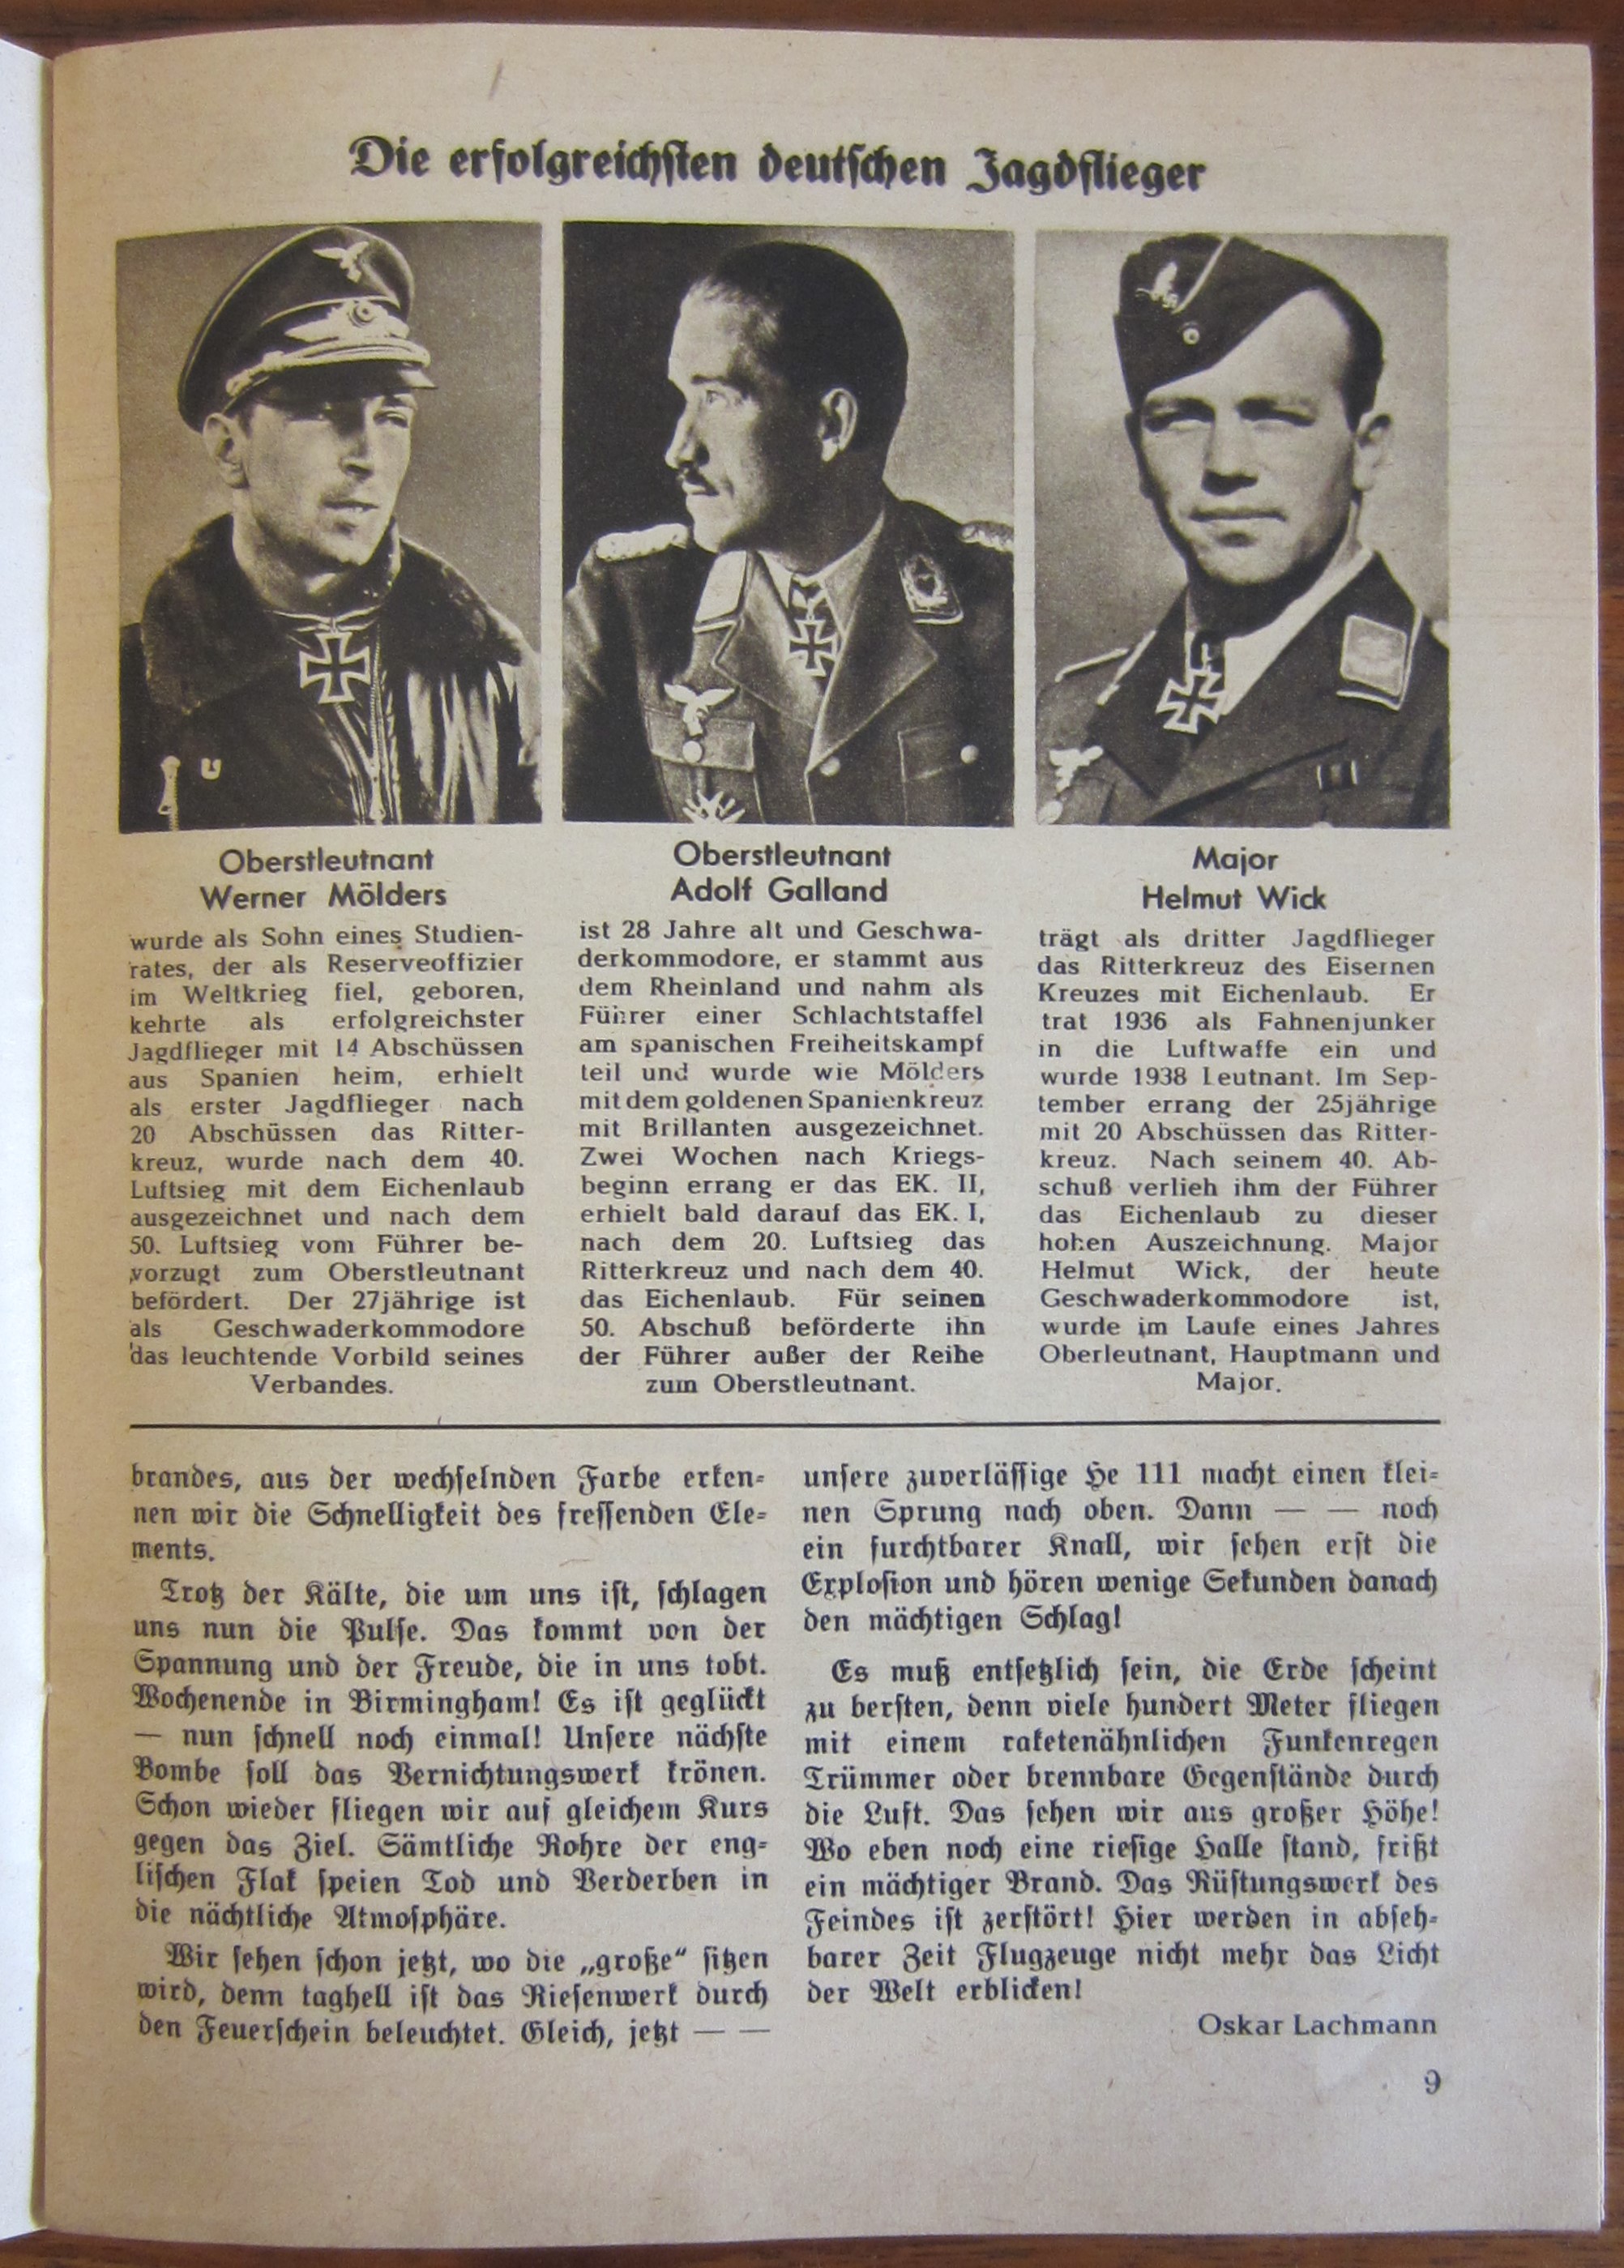 Die erfolgreichsten deutschen Jagdflieger
Oberstleutnant
Werner Mölders
wurde als Sohn eines Studien-
rates, der als Reserveoffizier
im Weltkrieg fiel, geboren,
kehrte als erfolgreichster
Jagdflieger mit 14 Abschüssen
aus Spanien heim, erhielt
als erster Jagdflieger nach
20 Abschüssen das Ritter-
kreuz, wurde nach dem 40.
Luftsieg mit dem Eichenlaub
ausgezeichnet und nach dem
50. Luftsieg vom Führer be-
vorzugt zum Oberstleutnant
befördert. Der 27jährige ist
als Geschwaderkommodore
das leuchtende Vorbild seines
Verbandes.
Oberstleutnant
Adolf Galland
ist 28 Jahre alt und Geschwa-
derkommodore, er stammt aus
dem Rheinland und nahm als
Führer einer Schlachtstaffel
am spanischen Freiheitskampf
teil und wurde wie Mölders
mit dem goldenen Spanienkreuz
mit Brillanten ausgezeichnet.
Zwei Wochen nach Kriegs-
beginn errang er das EK. II,
erhielt bald darauf das EK. I,
nach dem 20. Luftsieg das
Ritterkreuz und nach dem 40.
das Eichenlaub. Für seinen
50. Abschuß beförderte ihn
der Führer außer der Reihe
zum Oberstleutnant.
Major
Helmut Wick
trägt als dritter Jagdflieger
das Ritterkreuz des Eisernen
Kreuzes mit Eichenlaub. Er
trat 1936 als Fahnenjunker
in die Luftwaffe ein und
wurde 1938 Leutnant. Im Sep-
tember errang der 25jährige
mit 20 Abschüssen das Ritter-
kreuz. Nach seinem 40. Ab-
schuß verlieh ihm der Führer
das Eichenlaub zu dieser
hohen Auszeichnung. Major
Helmut Wick, der heute
Geschwaderkommodore ist,
wurde im Laufe eines Jahres
Oberleutnant, Hauptmann und
Major.
brandes, aus der wechselnden Farbe erken-
nen wir die Schnelligkeit des fressenden Ele-
ments.
Trotz der Kälte, die um uns ist, schlagen
uns nun die Pulse. Das kommt von der
Spannung und der Freude, die in uns tobt.
Wochenende in Birmingham! Es ist geglückt
— nun schnell noch einmal! Unsere nächste
Bombe soll das Vernichtungswerk krönen.
Schon wieder fliegen wir auf gleichem Kurs
gegen das Ziel. Sämtliche Rohre der eng-
lischen Flak speien Tod und Verderben in
die nächtliche Atmosphäre.
Wir sehen schon jetzt, wo die „große“ sitzen
wird, denn taghell ist das Riesenwerk durch
den Feuerschein beleuchtet. Gleich, jetzt — —
unsere zuverlässige He 111 macht einen klei-
nen Sprung nach oben. Dann — — noch
ein furchtbarer Knall, wir sehen erst die
Explosion und hören wenige Sekunden danach
den mächtigen Schlag!
Es muß entsetzlich sein, die Erde scheint
zu bersten, denn viele hundert Meter fliegen
mit einem raketenähnlichen Funkenregen
Trümmer oder brennbare Gegenstände durch
die Luft. Das sehen wir aus großer Höhe!
Wo eben noch eine riesige Halle stand, frißt
ein mächtiger Brand. Das Rüstungswerk des
Feindes ist zerstört! Hier werden in abseh-
barer Zeit Flugzeuge nicht mehr das Licht
der Welt erblicken!
Oskar Lachmann
9